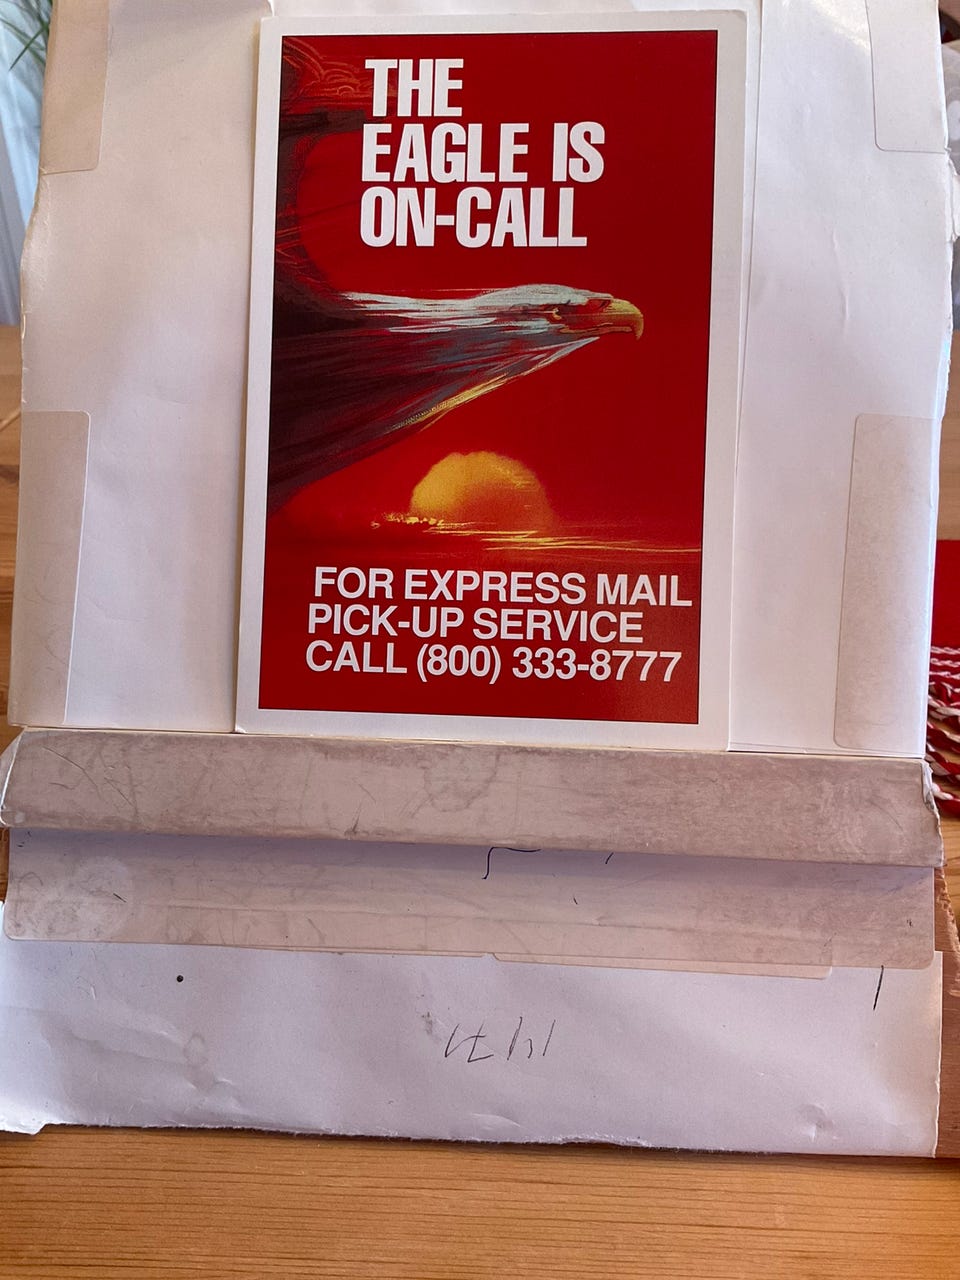 THE
EAGLE IS
ON-CALL
FOR EXPRESS MAIL
PICK-UP SERVICE
CALL (800) 333-8777